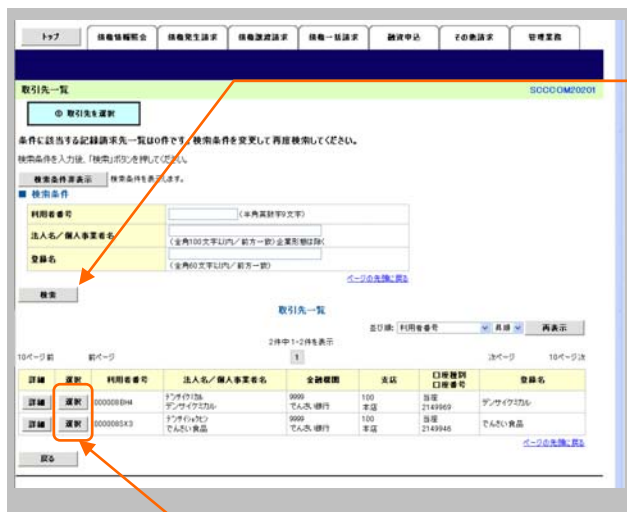 トップ 債権情報照会 債権発生請求 債権譲渡請求 債権一括請求 融資申込 その他請求 管理業務
取引先一覧 SCCCOM20201
① 取引先を選択
条件に該当する記録請求先一覧は0件です。検索条件を変更して再度検索してください。
検索条件を入力後、「検索」ボタンを押してください。
検索条件非表示 検索条件を表示します。
■ 検索条件
利用者番号 (半角英数字9文字)
法人名／個人事業者名
(全角100文字以内／前方一致)企業形態は除く
登録名
(全角60文字以内／前方一致)
ページの先頭に戻る
検索
取引先一覧
並び順: 利用者番号 昇順 再表示
2件中 1-2件を表示
10ページ前 前ページ 1 次ページ 10ページ次
詳細 選択 利用者番号 法人名／個人事業者名 金融機関 支店 口座種別 口座番号 登録名
詳細 選択 000008BH4 デンサイワミカル デンサイケミカル 9999 でんさい銀行 100 本店 当座 2149969 デンサイケミカル
詳細 選択 000008SX3 デンサイショクヒン でんさい食品 9999 でんさい銀行 100 本店 当座 2149946 でんさい食品
ページの先頭に戻る
戻る